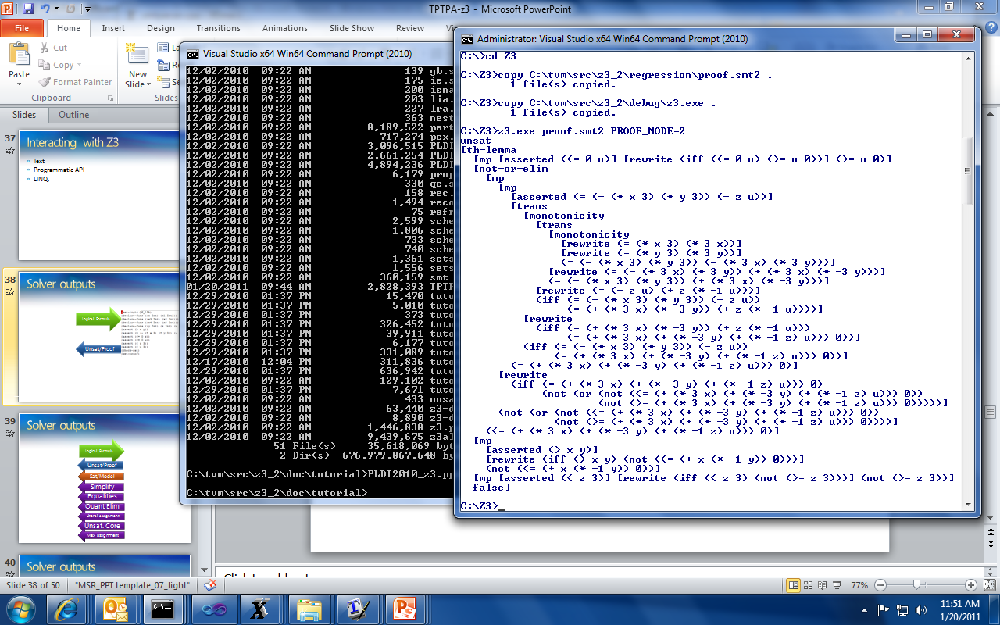 TPTPA-z3 - Microsoft PowerPoint
File Home Insert Design Transitions Animations Slide Show Review
Paste
Cut
Copy
Format Painter
Clipboard
New
Slide
Slides
Slides Outline
37
Interacting with Z3
Text
Programmatic API
LINQ,
38
Solver outputs
Logical Formula
Unsat/Proof
39
Solver outputs
Logical Formula
Unsat/Proof
Sat/Model
Simplify
Equalities
Quant Elim
Literal assignment
Unsat. Core
Max assignment
40
Solver outputs
Visual Studio x64 Win64 Command Prompt (2010)
12/02/2010 09:22 AM 139 gb.s
12/02/2010 09:22 AM 175 ie.s
12/02/2010 09:22 AM 200 isna
12/02/2010 09:22 AM 203 lia.
12/02/2010 09:22 AM 227 lra.
12/02/2010 09:22 AM 363 nest
12/02/2010 09:22 AM 8,189,522 part
12/02/2010 09:22 AM 717,274 pex.
12/02/2010 09:22 AM 3,096,515 PLDI
12/02/2010 09:22 AM 2,661,254 PLDI
12/02/2010 09:22 AM 4,894,236 PLDI
12/02/2010 09:22 AM 6,179 prop
12/02/2010 09:22 AM 330 qe.s
12/02/2010 09:22 AM 158 rec.
12/02/2010 09:22 AM 1,494 reco
12/02/2010 09:22 AM 75 refr
12/02/2010 09:22 AM 2,599 sche
12/02/2010 09:22 AM 1,806 sche
12/02/2010 09:22 AM 733 sche
12/02/2010 09:22 AM 740 sche
12/02/2010 09:22 AM 1,361 sets
12/02/2010 09:22 AM 1,556 sets
12/02/2010 09:22 AM 360,159 smt-
01/20/2011 09:44 AM 2,828,393 TPTP
12/29/2010 01:37 PM 15,470 tuto
12/29/2010 01:37 PM 5,010 tuto
12/29/2010 01:37 PM 373 tuto
12/29/2010 01:37 PM 326,452 tuto
12/29/2010 01:37 PM 39,911 tuto
12/29/2010 01:37 PM 6,177 tuto
12/29/2010 01:37 PM 331,089 tuto
12/17/2010 12:04 PM 311,836 tuto
12/29/2010 01:37 PM 636,942 tuto
12/02/2010 09:22 AM 129,102 tuto
12/29/2010 01:37 PM 7,671 tuto
12/02/2010 09:22 AM 433 unsa
12/02/2010 09:22 AM 63,440 z3-d
12/02/2010 09:22 AM 8,890 z3-d
12/02/2010 09:22 AM 1,446,838 z3.p
12/02/2010 09:22 AM 9,439,675 z3al
51 File(s) 35,618,069 byt
2 Dir(s) 676,979,867,648 by
C:\tvm\src\z3_2\doc\tutorial>PLDI2010_z3.pp
C:\tvm\src\z3_2\doc\tutorial>
Administrator: Visual Studio x64 Win64 Command Prompt (2010)
C:\>cd Z3
C:\Z3>copy C:\tvm\src\z3_2\regression\proof.smt2 .
1 file(s) copied.
C:\Z3>copy C:\tvm\src\z3_2\debug\z3.exe .
1 file(s) copied.
C:\Z3>z3.exe proof.smt2 PROOF_MODE=2
unsat
[th-lemma
[mp [asserted (<= 0 u)] [rewrite (iff (<= 0 u) (>= u 0))] (>= u 0)]
[not-or-elim
[mp
[mp
[asserted (= (- (* x 3) (* y 3)) (- z u))]
[trans
[monotonicity
[trans
[monotonicity
[rewrite (= (* x 3) (* 3 x))]
[rewrite (= (* y 3) (* 3 y))]
(= (- (* x 3) (* y 3)) (- (* 3 x) (* 3 y)))]
[rewrite (= (- (* 3 x) (* 3 y)) (+ (* 3 x) (* -3 y)))]
(= (- (* x 3) (* y 3)) (+ (* 3 x) (* -3 y)))]
[rewrite (= (- z u) (+ z (* -1 u)))]
(iff (= (- (* x 3) (* y 3)) (- z u))
(= (+ (* 3 x) (* -3 y)) (+ z (* -1 u))))]
[rewrite
(iff (= (+ (* 3 x) (* -3 y)) (+ z (* -1 u)))
(= (+ (* 3 x) (+ (* -3 y) (+ (* -1 z) u))) 0))]
(iff (= (- (* x 3) (* y 3)) (- z u))
(= (+ (* 3 x) (+ (* -3 y) (+ (* -1 z) u))) 0))]
(= (+ (* 3 x) (+ (* -3 y) (+ (* -1 z) u))) 0)]
[rewrite
(iff (= (+ (* 3 x) (+ (* -3 y) (+ (* -1 z) u))) 0)
(not (or (not (<= (+ (* 3 x) (+ (* -3 y) (+ (* -1 z) u))) 0))
(not (>= (+ (* 3 x) (+ (* -3 y) (+ (* -1 z) u))) 0)))))]
(not (or (not (<= (+ (* 3 x) (+ (* -3 y) (+ (* -1 z) u))) 0))
(not (>= (+ (* 3 x) (+ (* -3 y) (+ (* -1 z) u))) 0))))]
(<= (+ (* 3 x) (+ (* -3 y) (+ (* -1 z) u))) 0)]
[mp
[asserted (> x y)]
[rewrite (iff (> x y) (not (<= (+ x (* -1 y)) 0)))]
(not (<= (+ x (* -1 y)) 0))]
[mp [asserted (< z 3)] [rewrite (iff (< z 3) (not (>= z 3)))] (not (>= z 3))]
false]
C:\Z3>
Slide 38 of 50 "MSR_PPT template_07_light" 77%
11:51 AM
1/20/2011